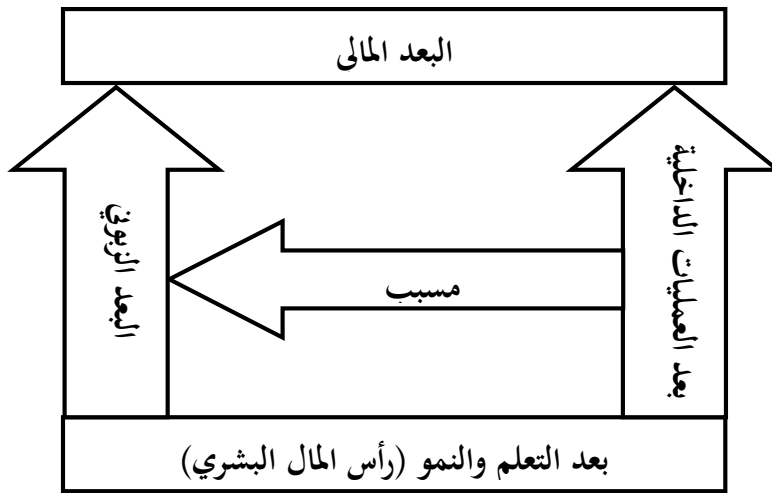 البعد المالى
بعد العمليات الداخلية
البعد الزبوني
مسبب
بعد التعلم والنمو (رأس المال البشري)